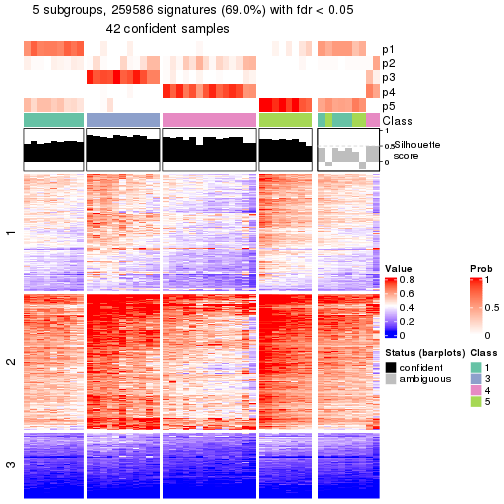 5 subgroups, 259586 signatures (69.0%) with fdr < 0.05
42 confident samples
p1
p2
p3
p4
p5
Class
1
0.5
0
Silhouette
score
1
2
3
Value
0.8
0.6
0.4
0.2
0
Prob
1
0.5
0
Status (barplots)
confident
ambiguous
Class
1
3
4
5